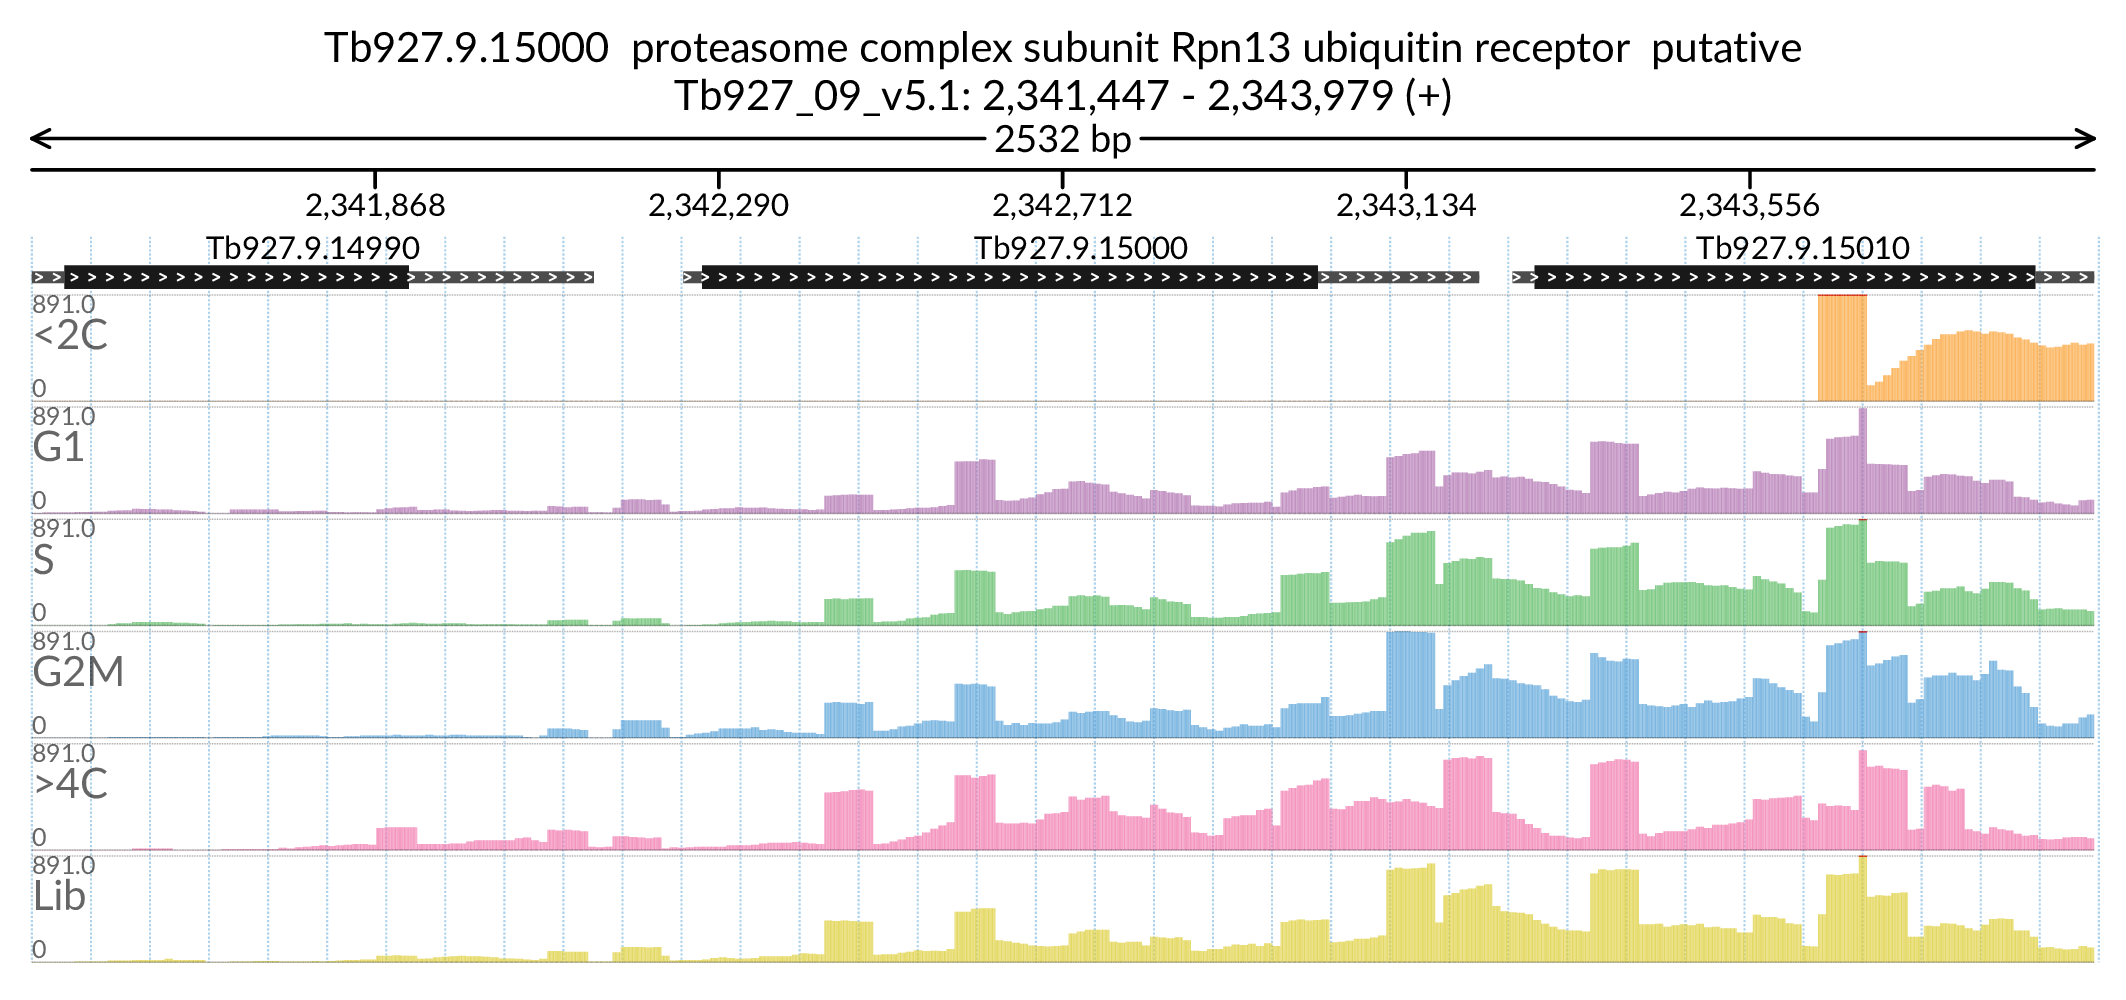 Tb927.9.15000  proteasome complex subunit Rpn13 ubiquitin receptor  putative
Tb927_09_v5.1: 2,341,447 - 2,343,979 (+)
2532 bp
2,341,868 2,342,290 2,342,712 2,343,134 2,343,556
Tb927.9.14990 Tb927.9.15000 Tb927.9.15010
891.0
<2C
0
891.0
G1
0
891.0
S
0
891.0
G2M
0
891.0
>4C
0
891.0
Lib
0